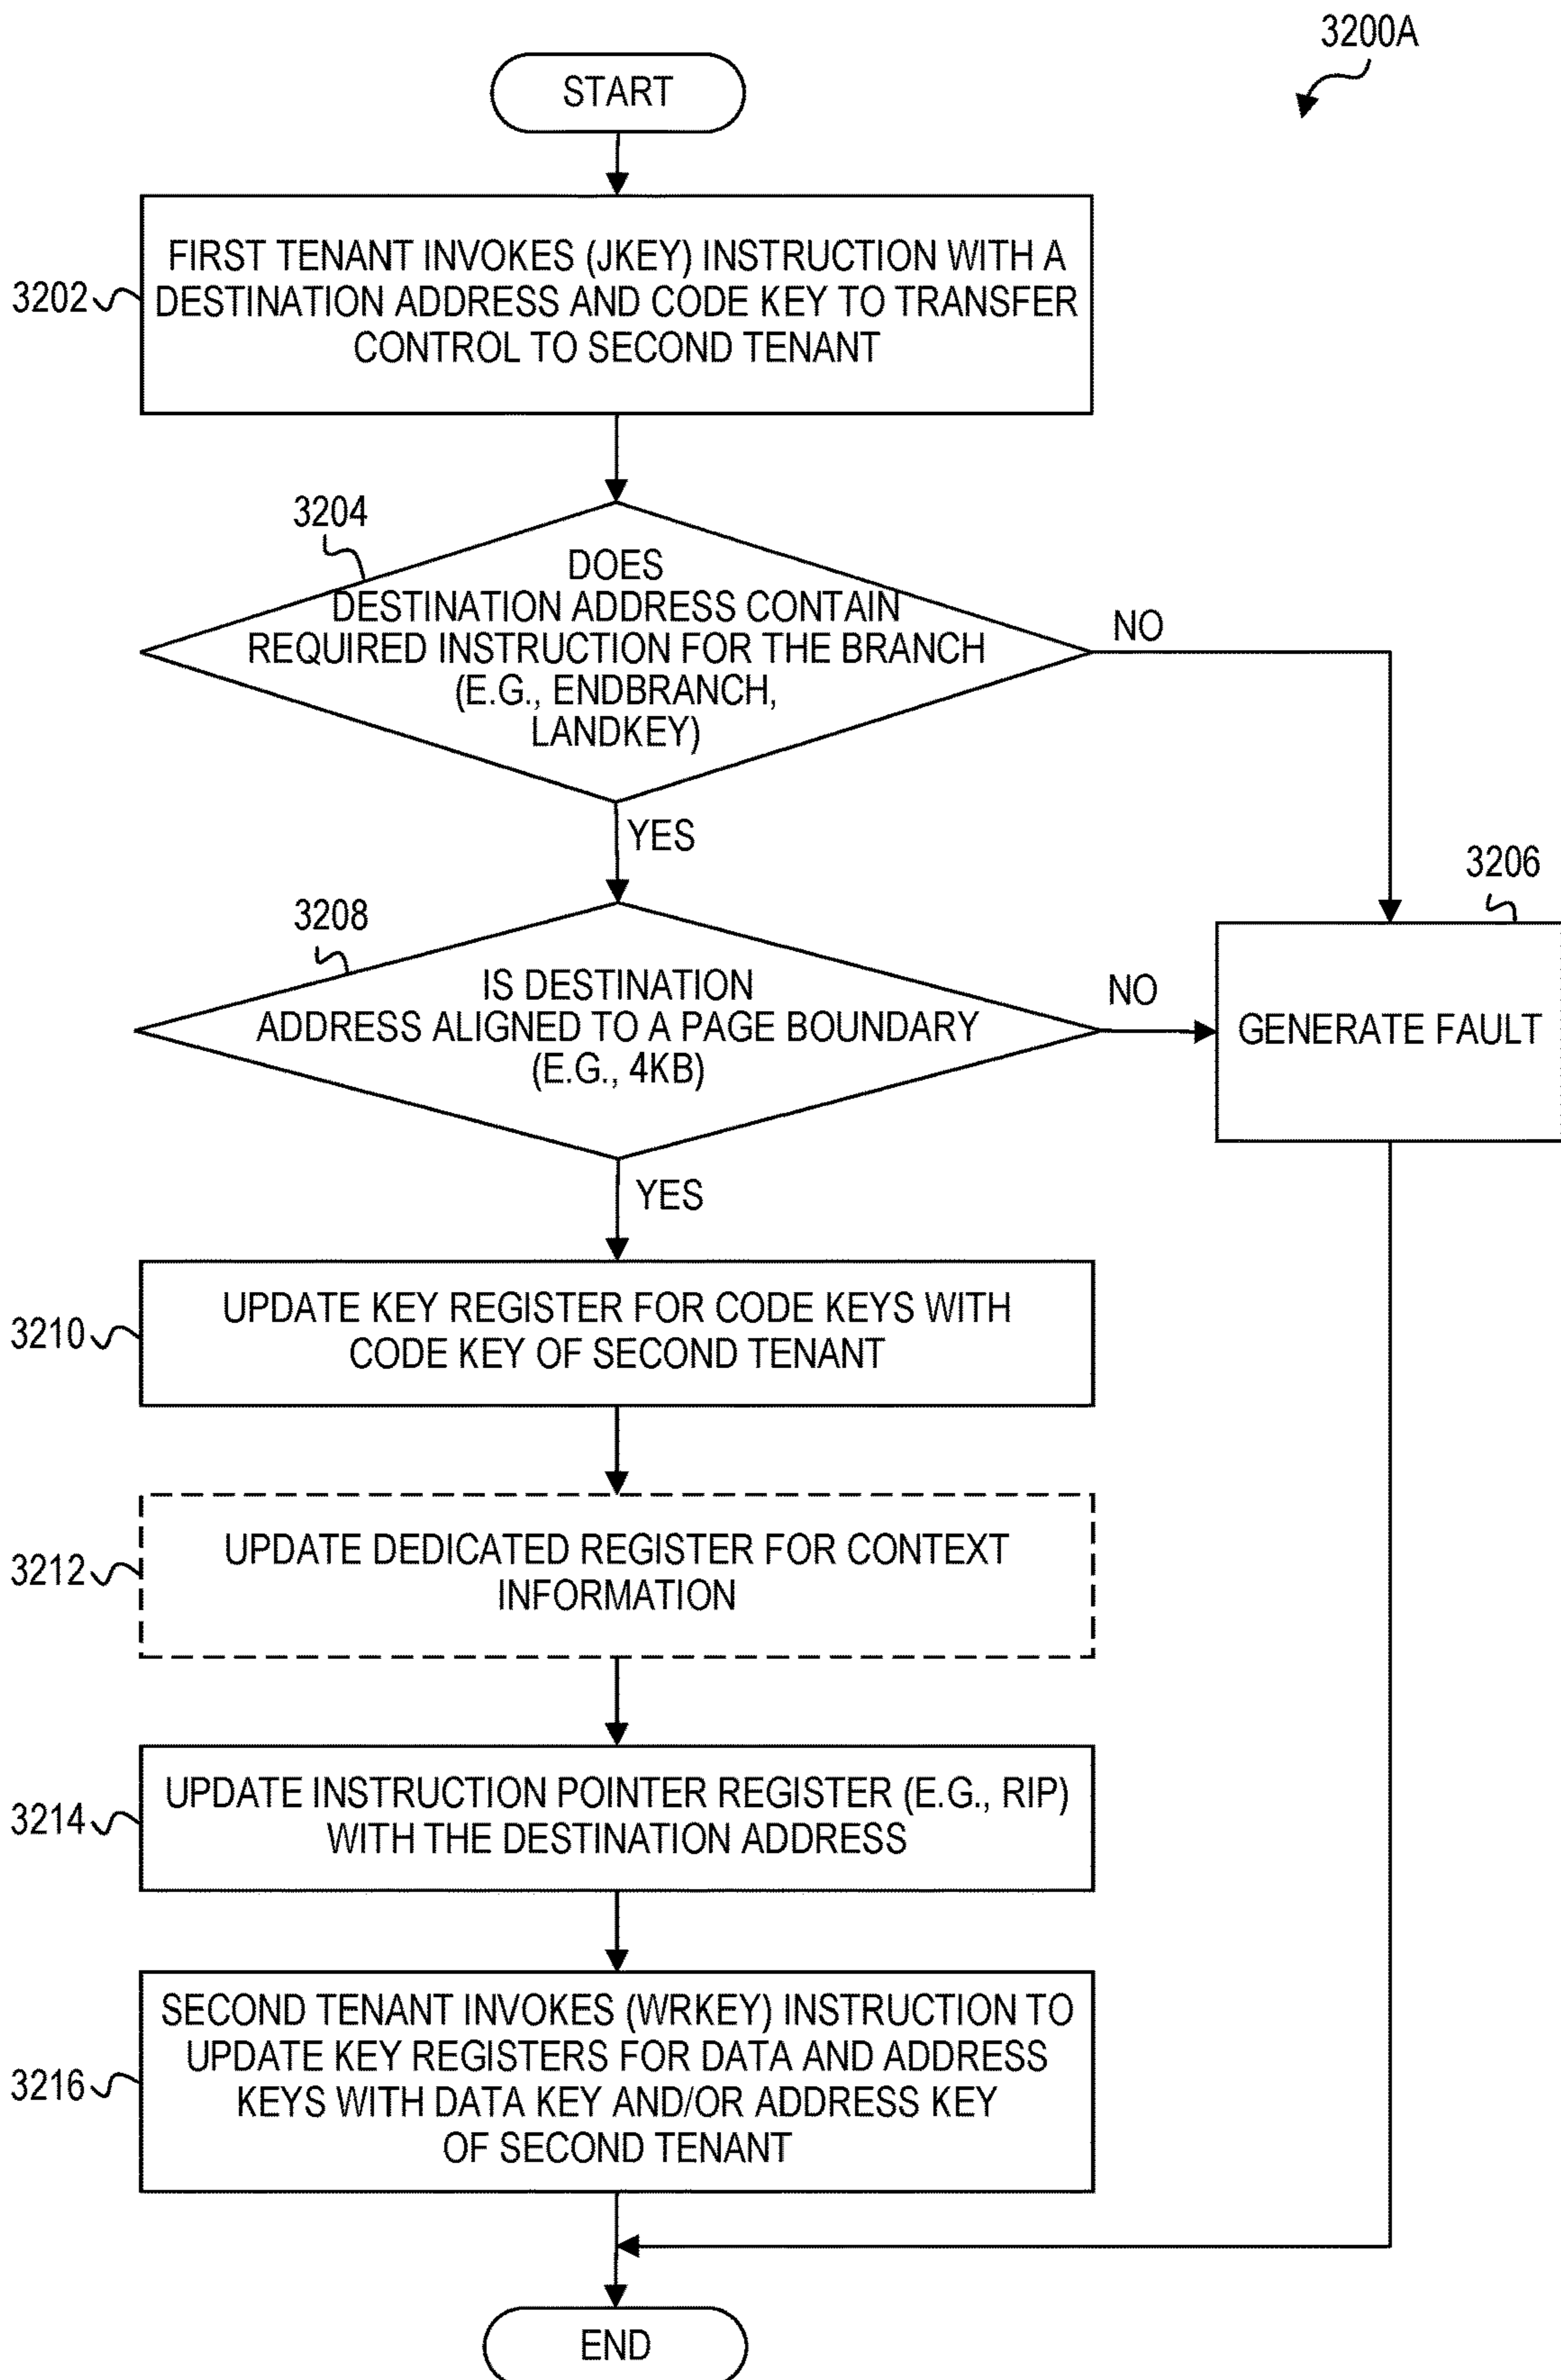 3200A
START
3202
FIRST TENANT INVOKES (JKEY) INSTRUCTION WITH A
DESTINATION ADDRESS AND CODE KEY TO TRANSFER
CONTROL TO SECOND TENANT
3204
DOES
DESTINATION ADDRESS CONTAIN
REQUIRED INSTRUCTION FOR THE BRANCH
(E.G., ENDBRANCH,
LANDKEY)
NO
YES
3206
GENERATE FAULT
3208
IS DESTINATION
ADDRESS ALIGNED TO A PAGE BOUNDARY
(E.G., 4KB)
NO
YES
3210
UPDATE KEY REGISTER FOR CODE KEYS WITH
CODE KEY OF SECOND TENANT
3212
UPDATE DEDICATED REGISTER FOR CONTEXT
INFORMATION
3214
UPDATE INSTRUCTION POINTER REGISTER (E.G., RIP)
WITH THE DESTINATION ADDRESS
3216
SECOND TENANT INVOKES (WRKEY) INSTRUCTION TO
UPDATE KEY REGISTERS FOR DATA AND ADDRESS
KEYS WITH DATA KEY AND/OR ADDRESS KEY
OF SECOND TENANT
END